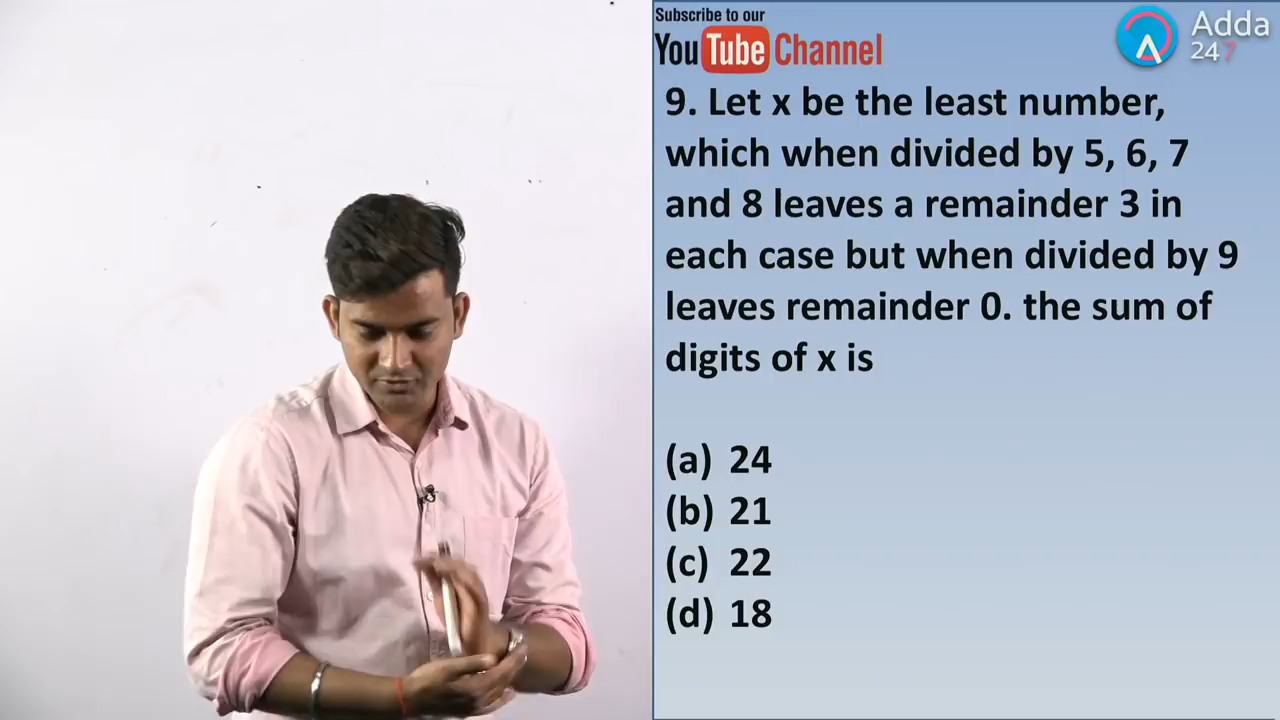 Subscribe to our
YouTube Channel
Adda
247
9. Let x be the least number,
which when divided by 5, 6, 7
and 8 leaves a remainder 3 in
each case but when divided by 9
leaves remainder 0. the sum of
digits of x is
(a) 24
(b) 21
(c) 22
(d) 18